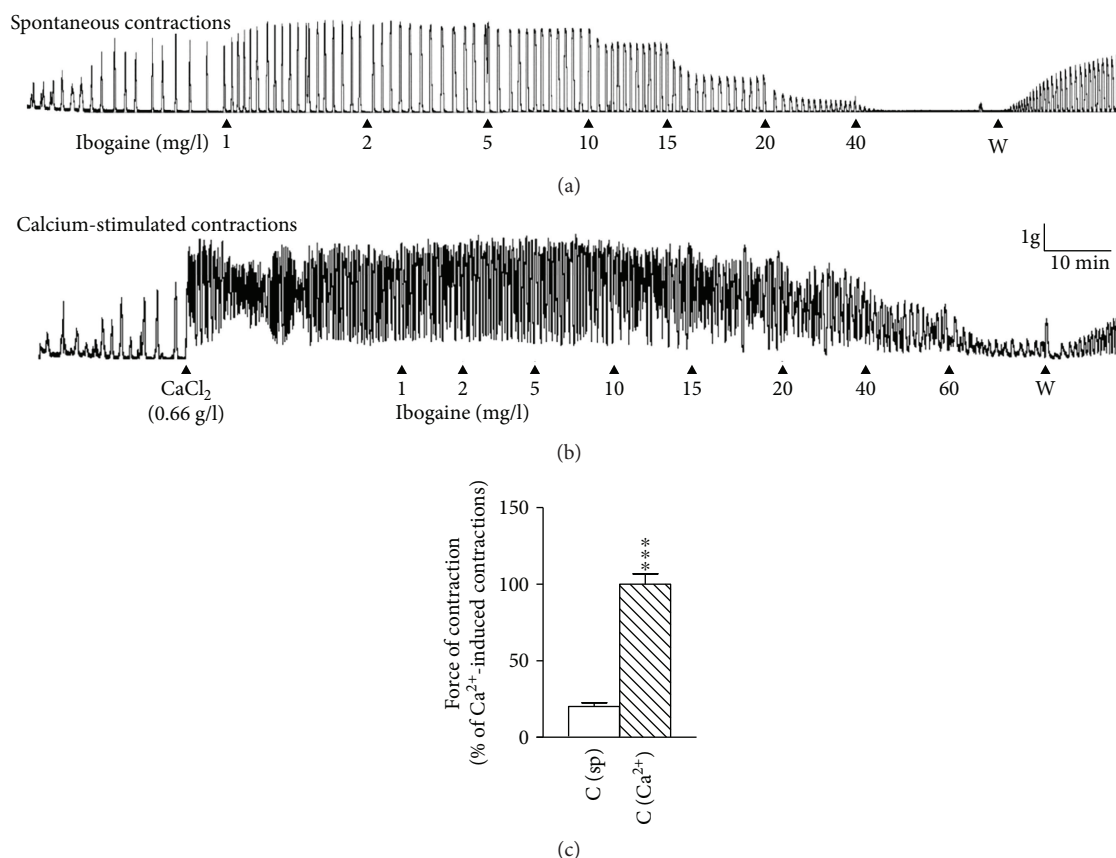 Spontaneous contractions
Ibogaine (mg/l) 1 2 5 10 15 20 40 W
(a)
Calcium-stimulated contractions
1g
10 min
CaCl₂ 1 2 5 10 15 20 40 60 W
(0.66 g/l) Ibogaine (mg/l)
(b)
Force of contraction
(% of Ca²⁺-induced contractions)
150
100
50
0
***
C (sp)
C (Ca²⁺)
(c)